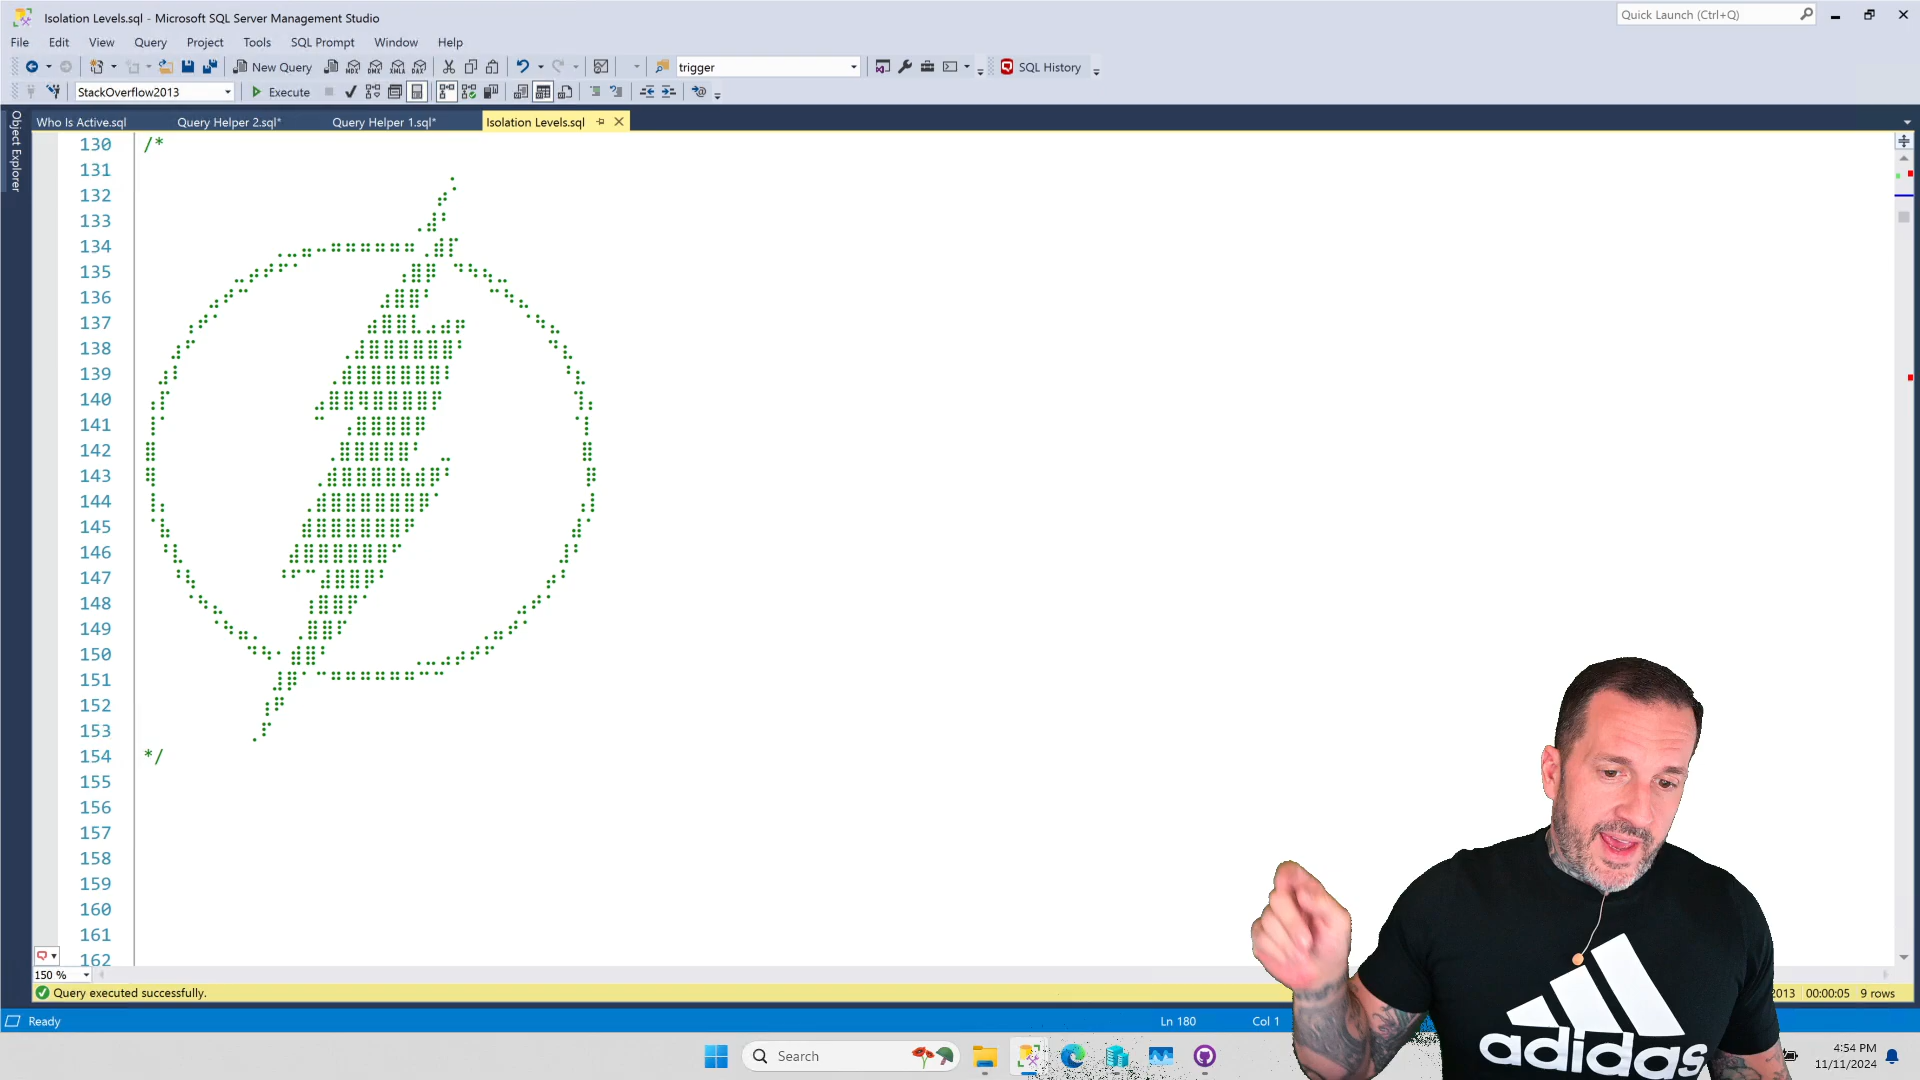 Isolation Levels.sql - Microsoft SQL Server Management Studio
Quick Launch (Ctrl+Q)
File Edit View Query Project Tools SQL Prompt Window Help
New Query
MDX DMX XMLA DAX
trigger
SQL History
StackOverflow2013
Execute
Who Is Active.sql Query Helper 2.sql* Query Helper 1.sql* Isolation Levels.sql
Object Explorer
130 /*
131
132
133
134
135
136
137
138
139
140
141
142
143
144
145
146
147
148
149
150
151
152
153
154 */
155
156
157
158
159
160
161
162
150 %
Query executed successfully.
2013 00:00:05 9 rows
Ready
Ln 180 Col 1
Search
4:54 PM
11/11/2024
adidas